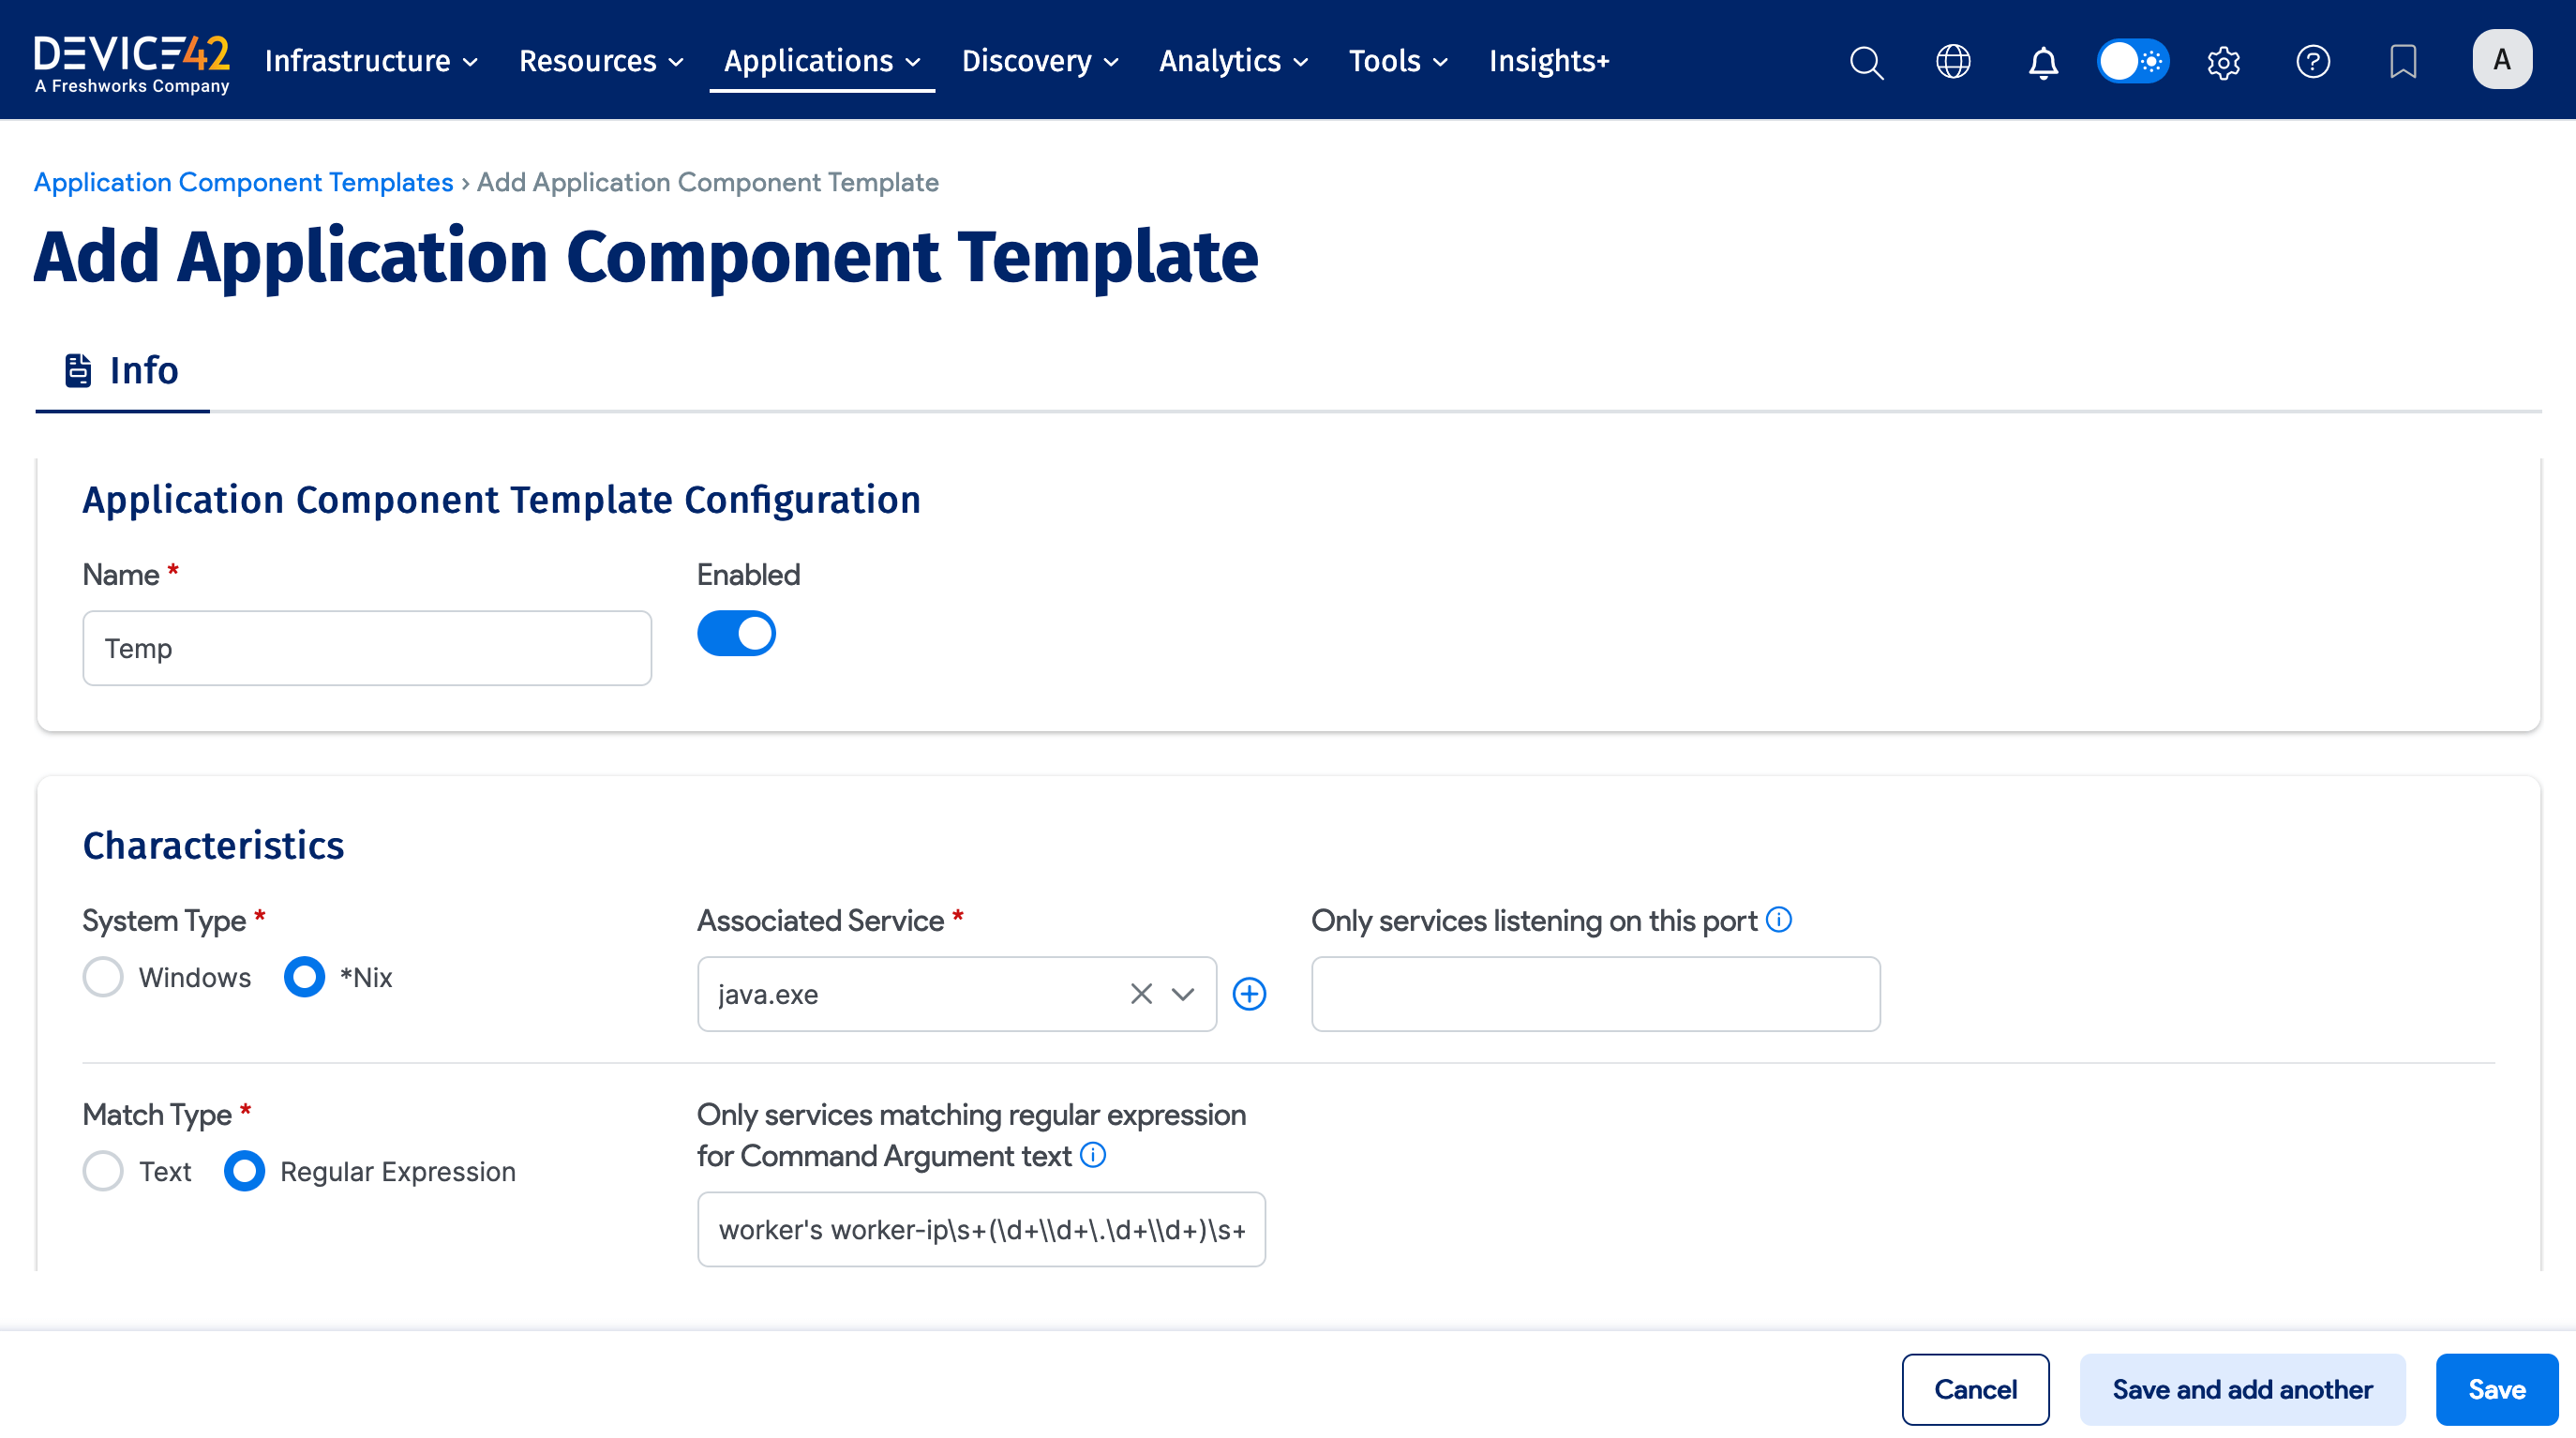 DEVICE42
A Freshworks Company
Infrastructure Resources Applications Discovery Analytics Tools Insights+
A
Application Component Templates › Add Application Component Template
Add Application Component Template
Info
Application Component Template Configuration
Name * Enabled
Temp
Characteristics
System Type * Associated Service * Only services listening on this port
Windows *Nix
java.exe
Match Type * Only services matching regular expression
for Command Argument text
Text Regular Expression
worker's worker-ip\s+(\d+\\d+\.\d+\\d+)\s+
Cancel Save and add another Save